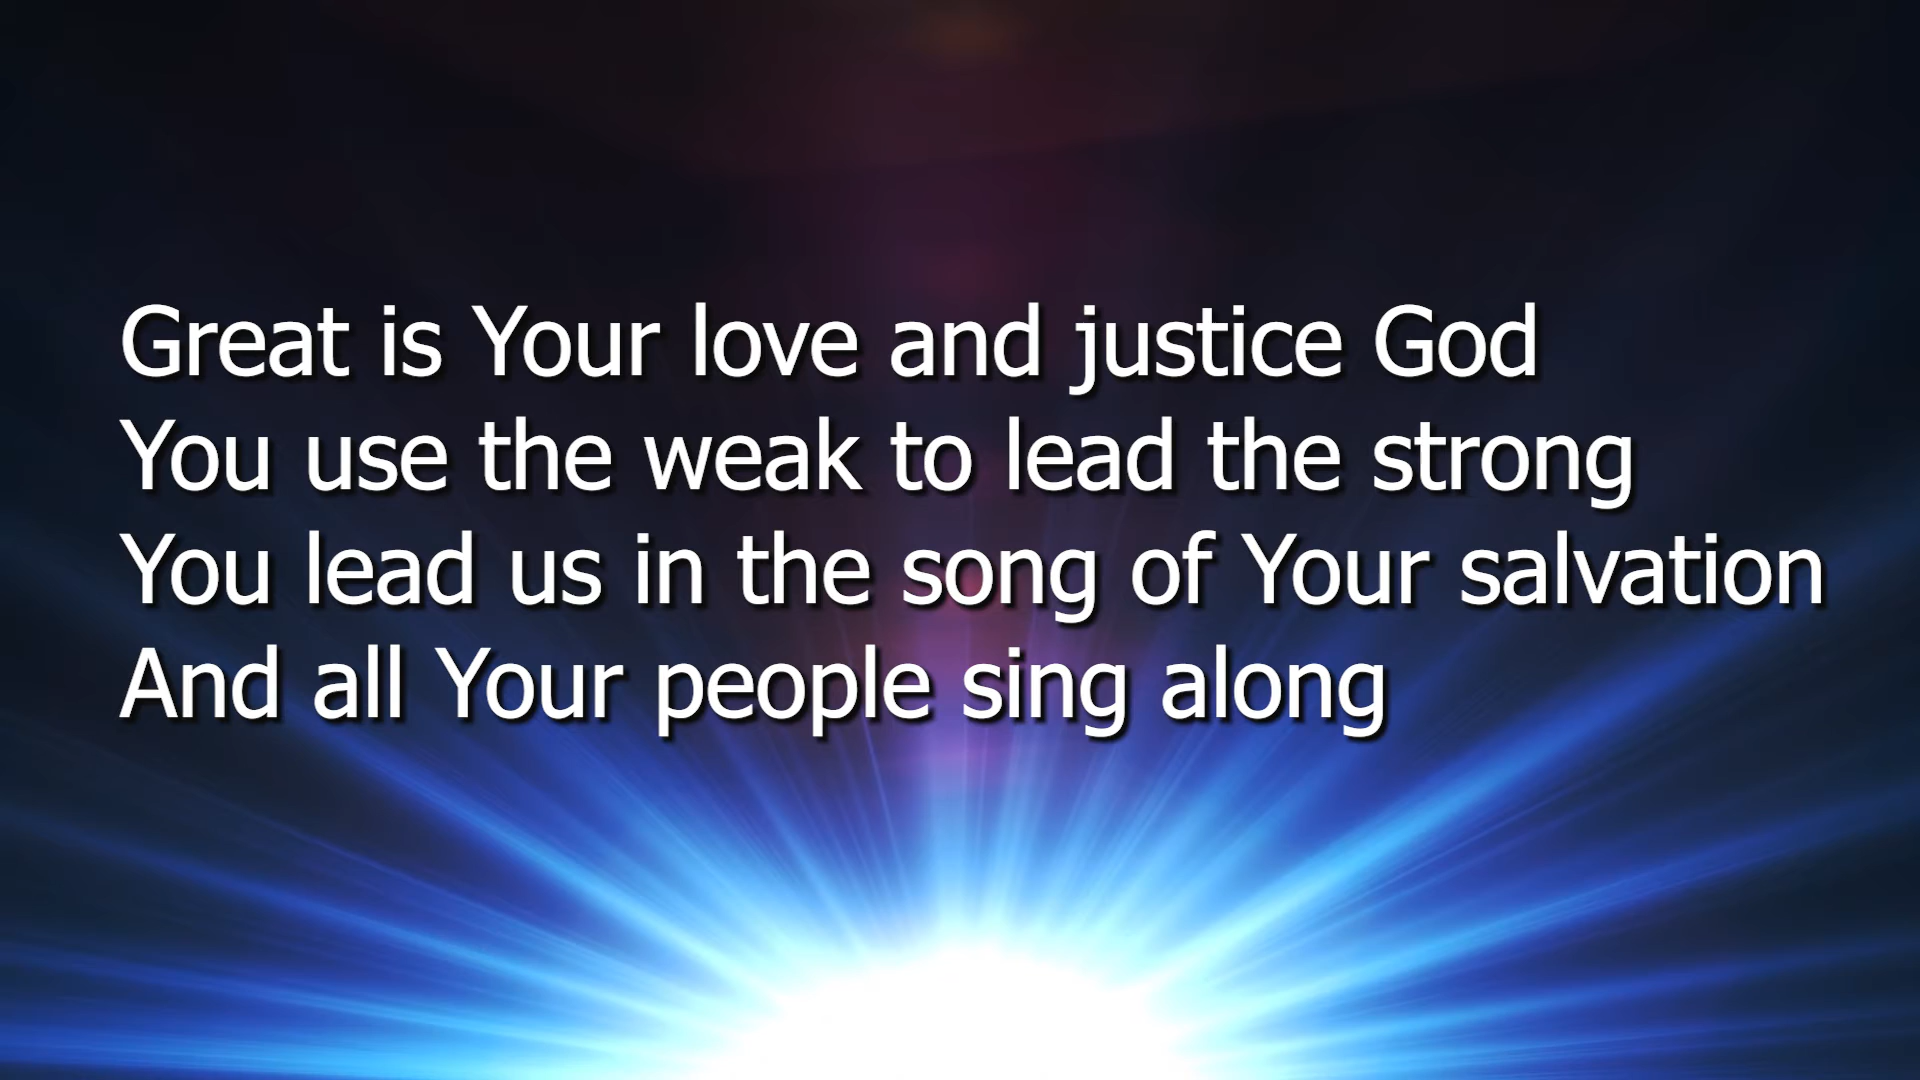 Great is Your love and justice God
You use the weak to lead the strong
You lead us in the song of Your salvation
And all Your people sing along